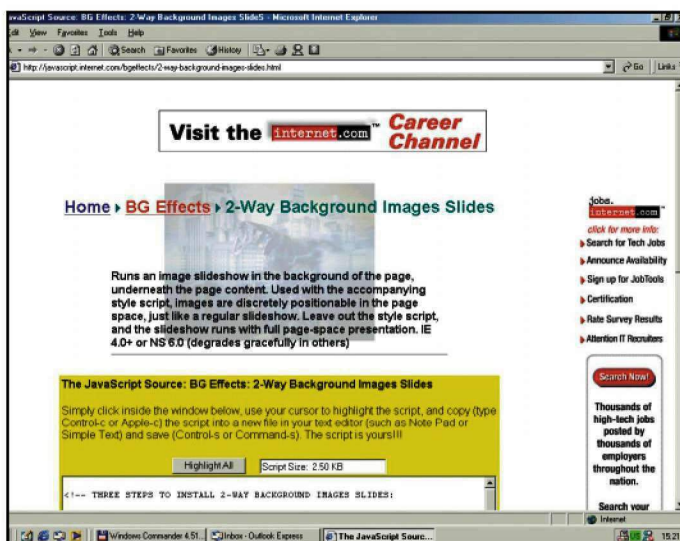 avaScript Source: BG Effects: 2-Way Background Images SlideS - Microsoft Internet Explorer
View Favorites Tools Help
Search Favorites History
http://javascript.internet.com/bgeffects/2-way-background-images-slides.html
Go Links
Visit the internet.com™ Career Channel
Home BG Effects 2-Way Background Images Slides
Runs an image slideshow in the background of the page,
underneath the page content. Used with the accompanying
style script, images are discretely positionable in the page
space, just like a regular slideshow. Leave out the style script,
and the slideshow runs with full page-space presentation. IE
4.0+ or NS 6.0 (degrades gracefully in others)
The JavaScript Source: BG Effects: 2-Way Background Images Slides
Simply click inside the window below, use your cursor to highlight the script, and copy (type
Control-c or Apple-c) the script into a new file in your text editor (such as Note Pad or
Simple Text) and save (Control-s or Command-s). The script is yours!!!
Highlight All Script Size: 2.50 KB
<!-- THREE STEPS TO INSTALL 2-WAY BACKGROUND IMAGES SLIDES:
jobs.
internet.com™
click for more info:
Search for Tech Jobs
Announce Availability
Sign up for JobTools
Certification
Rate Survey Results
Attention IT Recruiters
Search Now!
Thousands of
high-tech jobs
posted by
thousands of
employers
throughout the
nation.
Search your
Internet
Windows Commander 4.51... Inbox - Outlook Express The JavaScript Sourc... 15:21